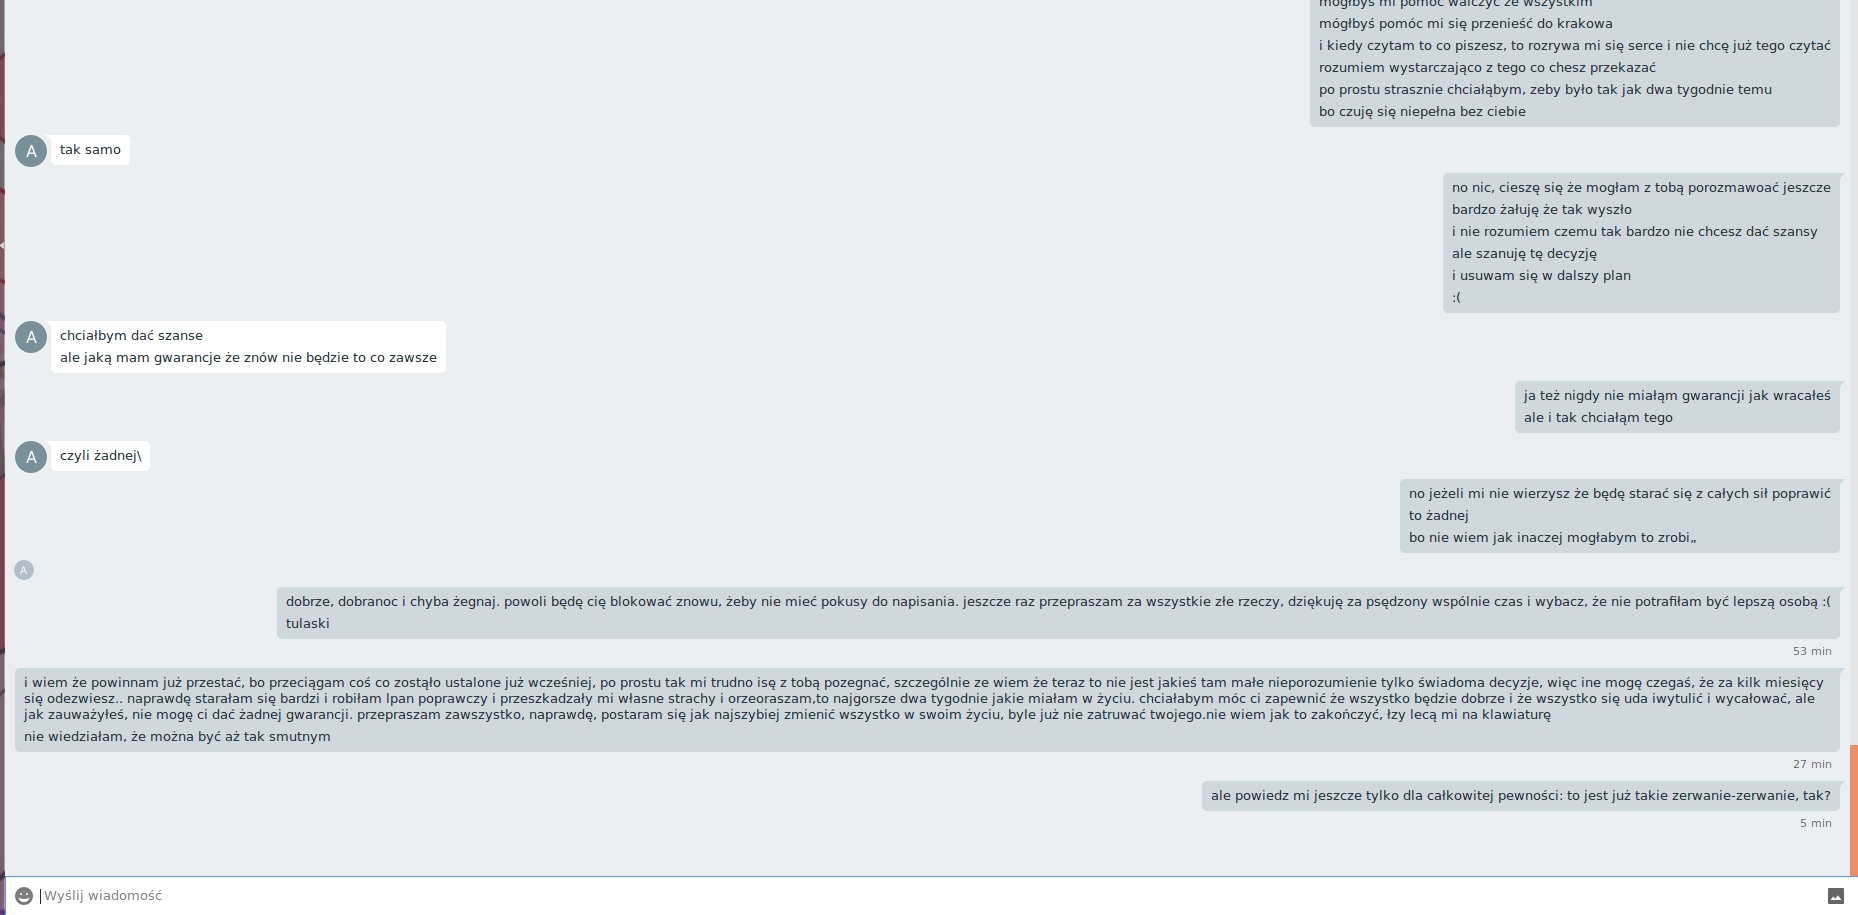 mógłbyś mi pomóc walczyć ze wszystkim
mógłbyś pomóc mi się przenieść do krakowa
i kiedy czytam to co piszesz, to rozrywa mi się serce i nie chcę już tego czytać
rozumiem wystarczająco z tego co chesz przekazać
po prostu strasznie chciałąbym, zeby było tak jak dwa tygodnie temu
bo czuję się niepełna bez ciebie
A
tak samo
no nic, cieszę się że mogłam z tobą porozmawoać jeszcze
bardzo żałuję że tak wyszło
i nie rozumiem czemu tak bardzo nie chcesz dać szansy
ale szanuję tę decyzję
i usuwam się w dalszy plan
:(
A
chciałbym dać szanse
ale jaką mam gwarancje że znów nie będzie to co zawsze
ja też nigdy nie miałąm gwarancji jak wracałeś
ale i tak chciałąm tego
A
czyli żadnej\
no jeżeli mi nie wierzysz że będę starać się z całych sił poprawić
to żadnej
bo nie wiem jak inaczej mogłabym to zrobi„
A
dobrze, dobranoc i chyba żegnaj. powoli będę cię blokować znowu, żeby nie mieć pokusy do napisania. jeszcze raz przepraszam za wszystkie złe rzeczy, dziękuję za psędzony wspólnie czas i wybacz, że nie potrafiłam być lepszą osobą :(
tulaski
53 min
i wiem że powinnam już przestać, bo przeciągam coś co zostąło ustalone już wcześniej, po prostu tak mi trudno isę z tobą pozegnać, szczególnie ze wiem że teraz to nie jest jakieś tam małe nieporozumienie tylko świadoma decyzje, więc ine mogę czegaś, że za kilk miesięcy
się odezwiesz.. naprawdę starałam się bardzi i robiłam lpan poprawczy i przeszkadzały mi własne strachy i orzeoraszam,to najgorsze dwa tygodnie jakie miałam w życiu. chciałabym móc ci zapewnić że wszystko będzie dobrze i że wszystko się uda iwytulić i wycałować, ale
jak zauważyłeś, nie mogę ci dać żadnej gwarancji. przepraszam zawszystko, naprawdę, postaram się jak najszybiej zmienić wszystko w swoim życiu, byle już nie zatruwać twojego.nie wiem jak to zakończyć, łzy lecą mi na klawiaturę
nie wiedziałam, że można być aż tak smutnym
27 min
ale powiedz mi jeszcze tylko dla całkowitej pewności: to jest już takie zerwanie-zerwanie, tak?
5 min
Wyślij wiadomość